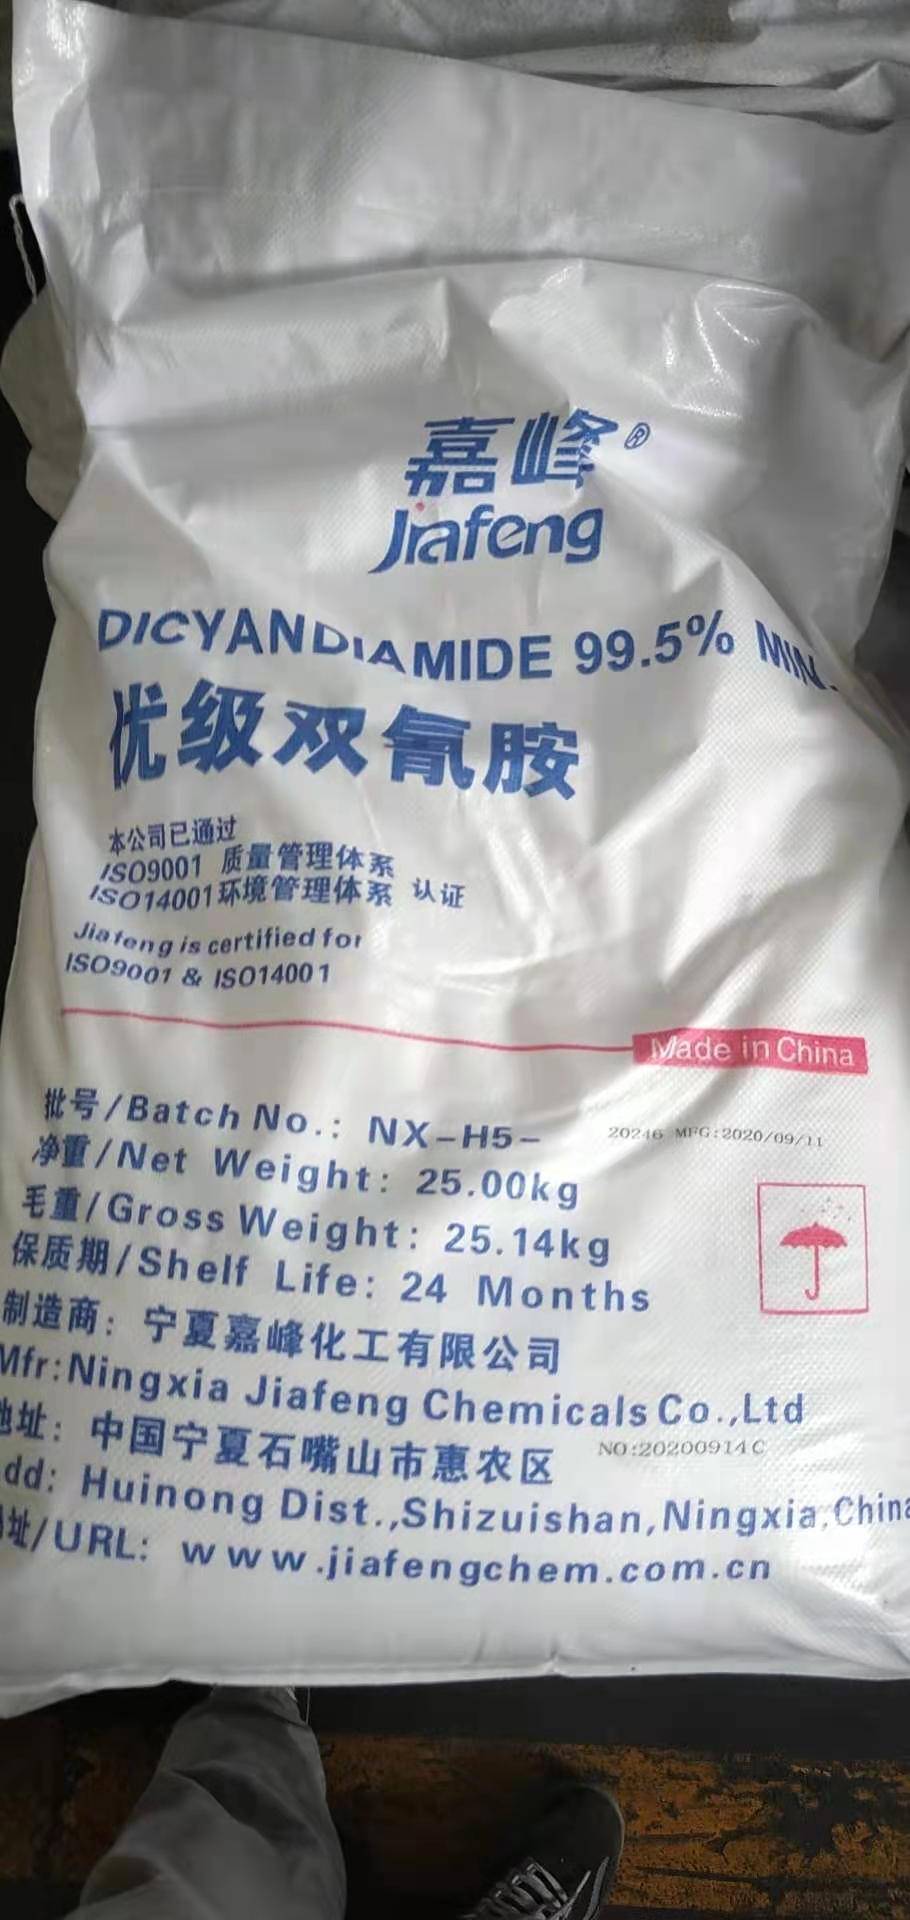 嘉峰®
Jiafeng
DICYANDIAMIDE 99.5% MIN.
优级双氰胺
本公司已通过
ISO9001 质量管理体系
ISO14001环境管理体系 认证
Jiafeng is certified for
ISO9001 & ISO14001
Made in China
批号/Batch No.: NX-H5- 20246 MFG:2020/09/11
净重/Net Weight: 25.00kg
毛重/Gross Weight: 25.14kg
保质期/Shelf Life: 24 Months
制造商: 宁夏嘉峰化工有限公司
Mfr:Ningxia Jiafeng Chemicals Co.,Ltd
地址: 中国宁夏石嘴山市惠农区
NO:20200914C
dd: Huinong Dist.,Shizuishan,Ningxia,China
址/URL: www.jiafengchem.com.cn